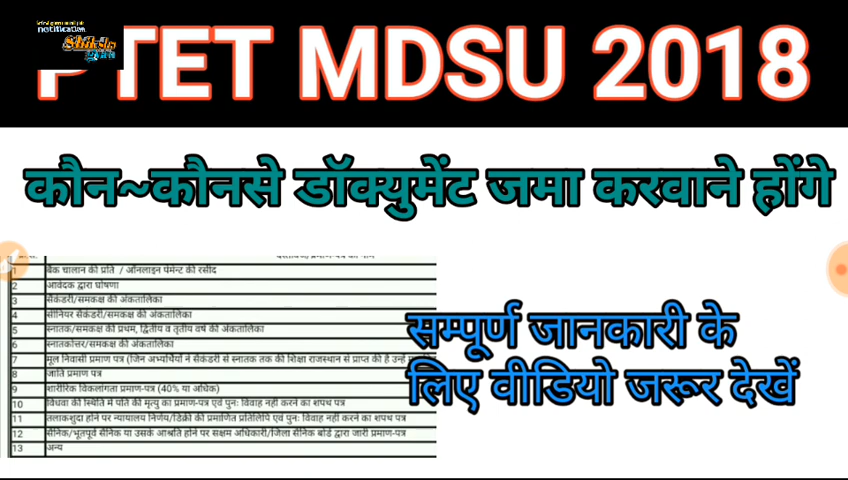 notification
PTET MDSU 2018
कौन~कौनसे डॉक्युमेंट जमा करवाने होंगे
1 बैंक चालान की प्रति / ऑनलाइन पेमेन्ट की रसीद
2 आवेदक द्वारा घोषणा
3 सैकंडरी/समकक्ष की अंकतालिका
4 सीनियर सैकंडरी/समकक्ष की अंकतालिका
5 स्नातक/समकक्ष की प्रथम, द्वितीय व तृतीय वर्ष की अंकतालिका
6 स्नातकोत्तर/समकक्ष की अंकतालिका
7 मूल निवासी प्रमाण पत्र (जिन अभ्यर्थियों ने सैकंडरी से स्नातक तक की शिक्षा राजस्थान से प्राप्त की है उन्हें
8 जाति प्रमाण पत्र
9 शारीरिक विकलांगता प्रमाण-पत्र (40% या अधिक)
10 विधवा की स्थिति में पति की मृत्यु का प्रमाण-पत्र एवं पुनः विवाह नहीं करने का शपथ पत्र
11 तलाकशुदा होने पर न्यायालय निर्णय/डिक्री की प्रमाणित प्रतिलिपि एवं पुनः विवाह नहीं करने का शपथ पत्र
12 सैनिक/भूतपूर्व सैनिक या उसके आश्रति होने पर सक्षम अधिकारी/जिला सैनिक बोर्ड द्वारा जारी प्रमाण-पत्र
13 अन्य
सम्पूर्ण जानकारी के
लिए वीडियो जरूर देखें